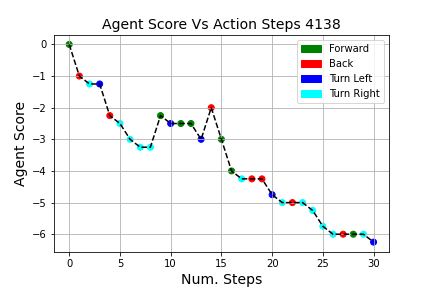 Agent Score Vs Action Steps 4138
Forward
Back
Turn Left
Turn Right
Agent Score
0
−1
−2
−3
−4
−5
−6
0 5 10 15 20 25 30
Num. Steps